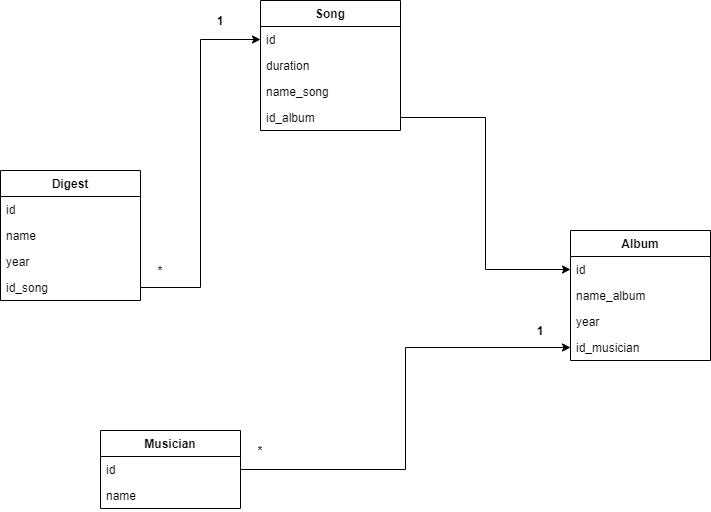 1
Song
id
duration
name_song
id_album
Digest
id
name
year
id_song
*
Album
id
name_album
year
id_musician
1
Musician
id
name
*